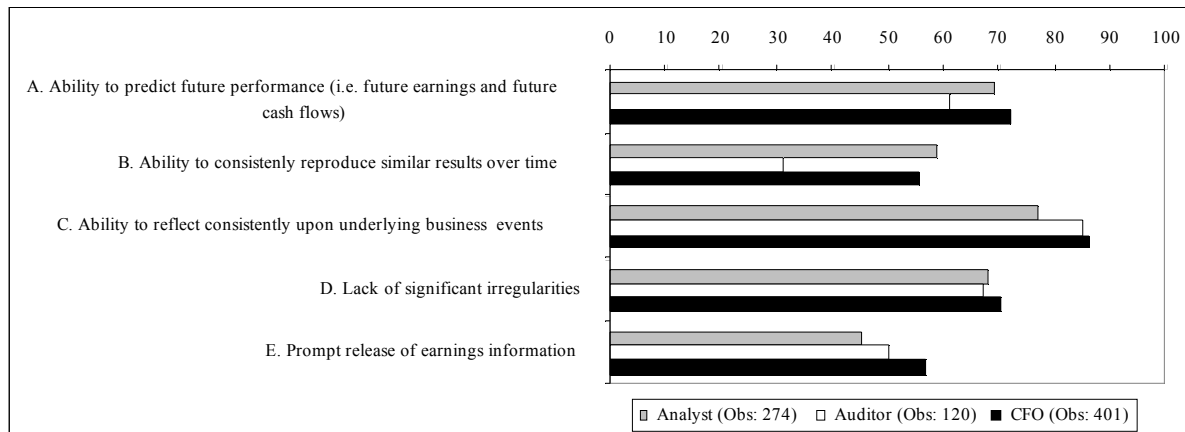 0 10 20 30 40 50 60 70 80 90 100
A. Ability to predict future performance (i.e. future earnings and future
cash flows)
B. Ability to consistenly reproduce similar results over time
C. Ability to reflect consistently upon underlying business events
D. Lack of significant irregularities
E. Prompt release of earnings information
Analyst (Obs: 274) Auditor (Obs: 120) CFO (Obs: 401)